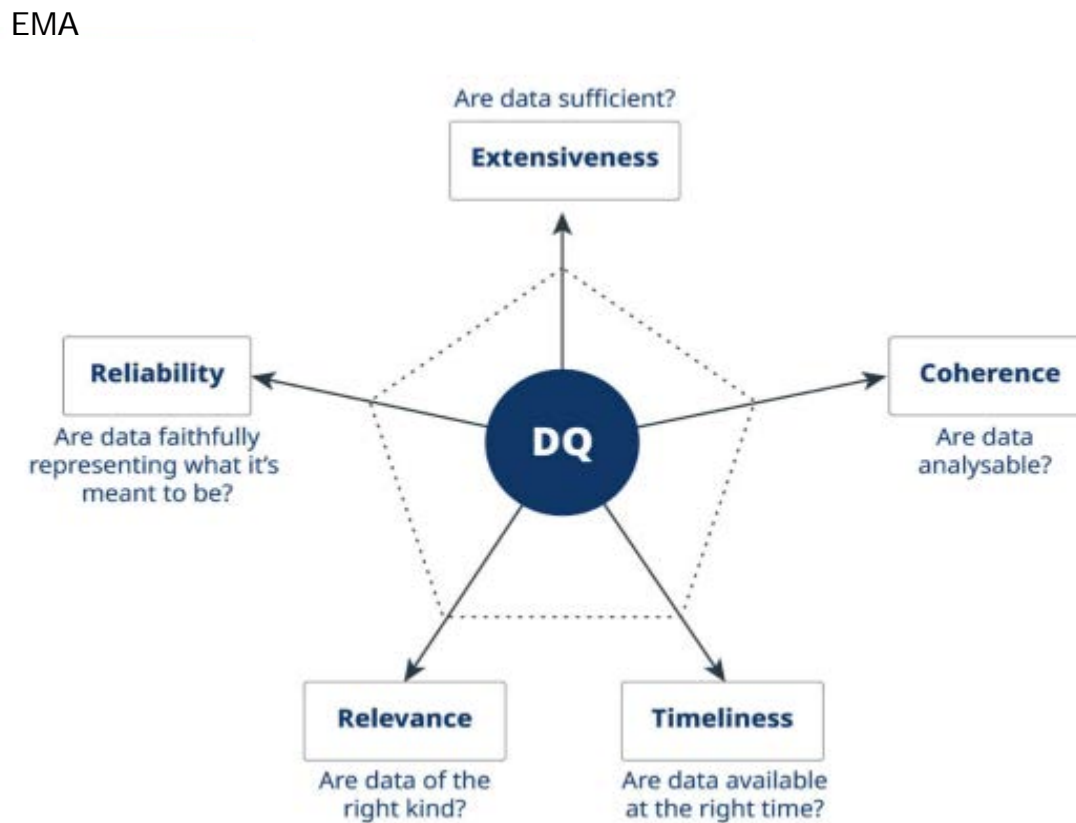 EMA
Are data sufficient?
Extensiveness
Reliability
Are data faithfully
representing what it's
meant to be?
DQ
Coherence
Are data
analysable?
Relevance
Are data of the
right kind?
Timeliness
Are data available
at the right time?